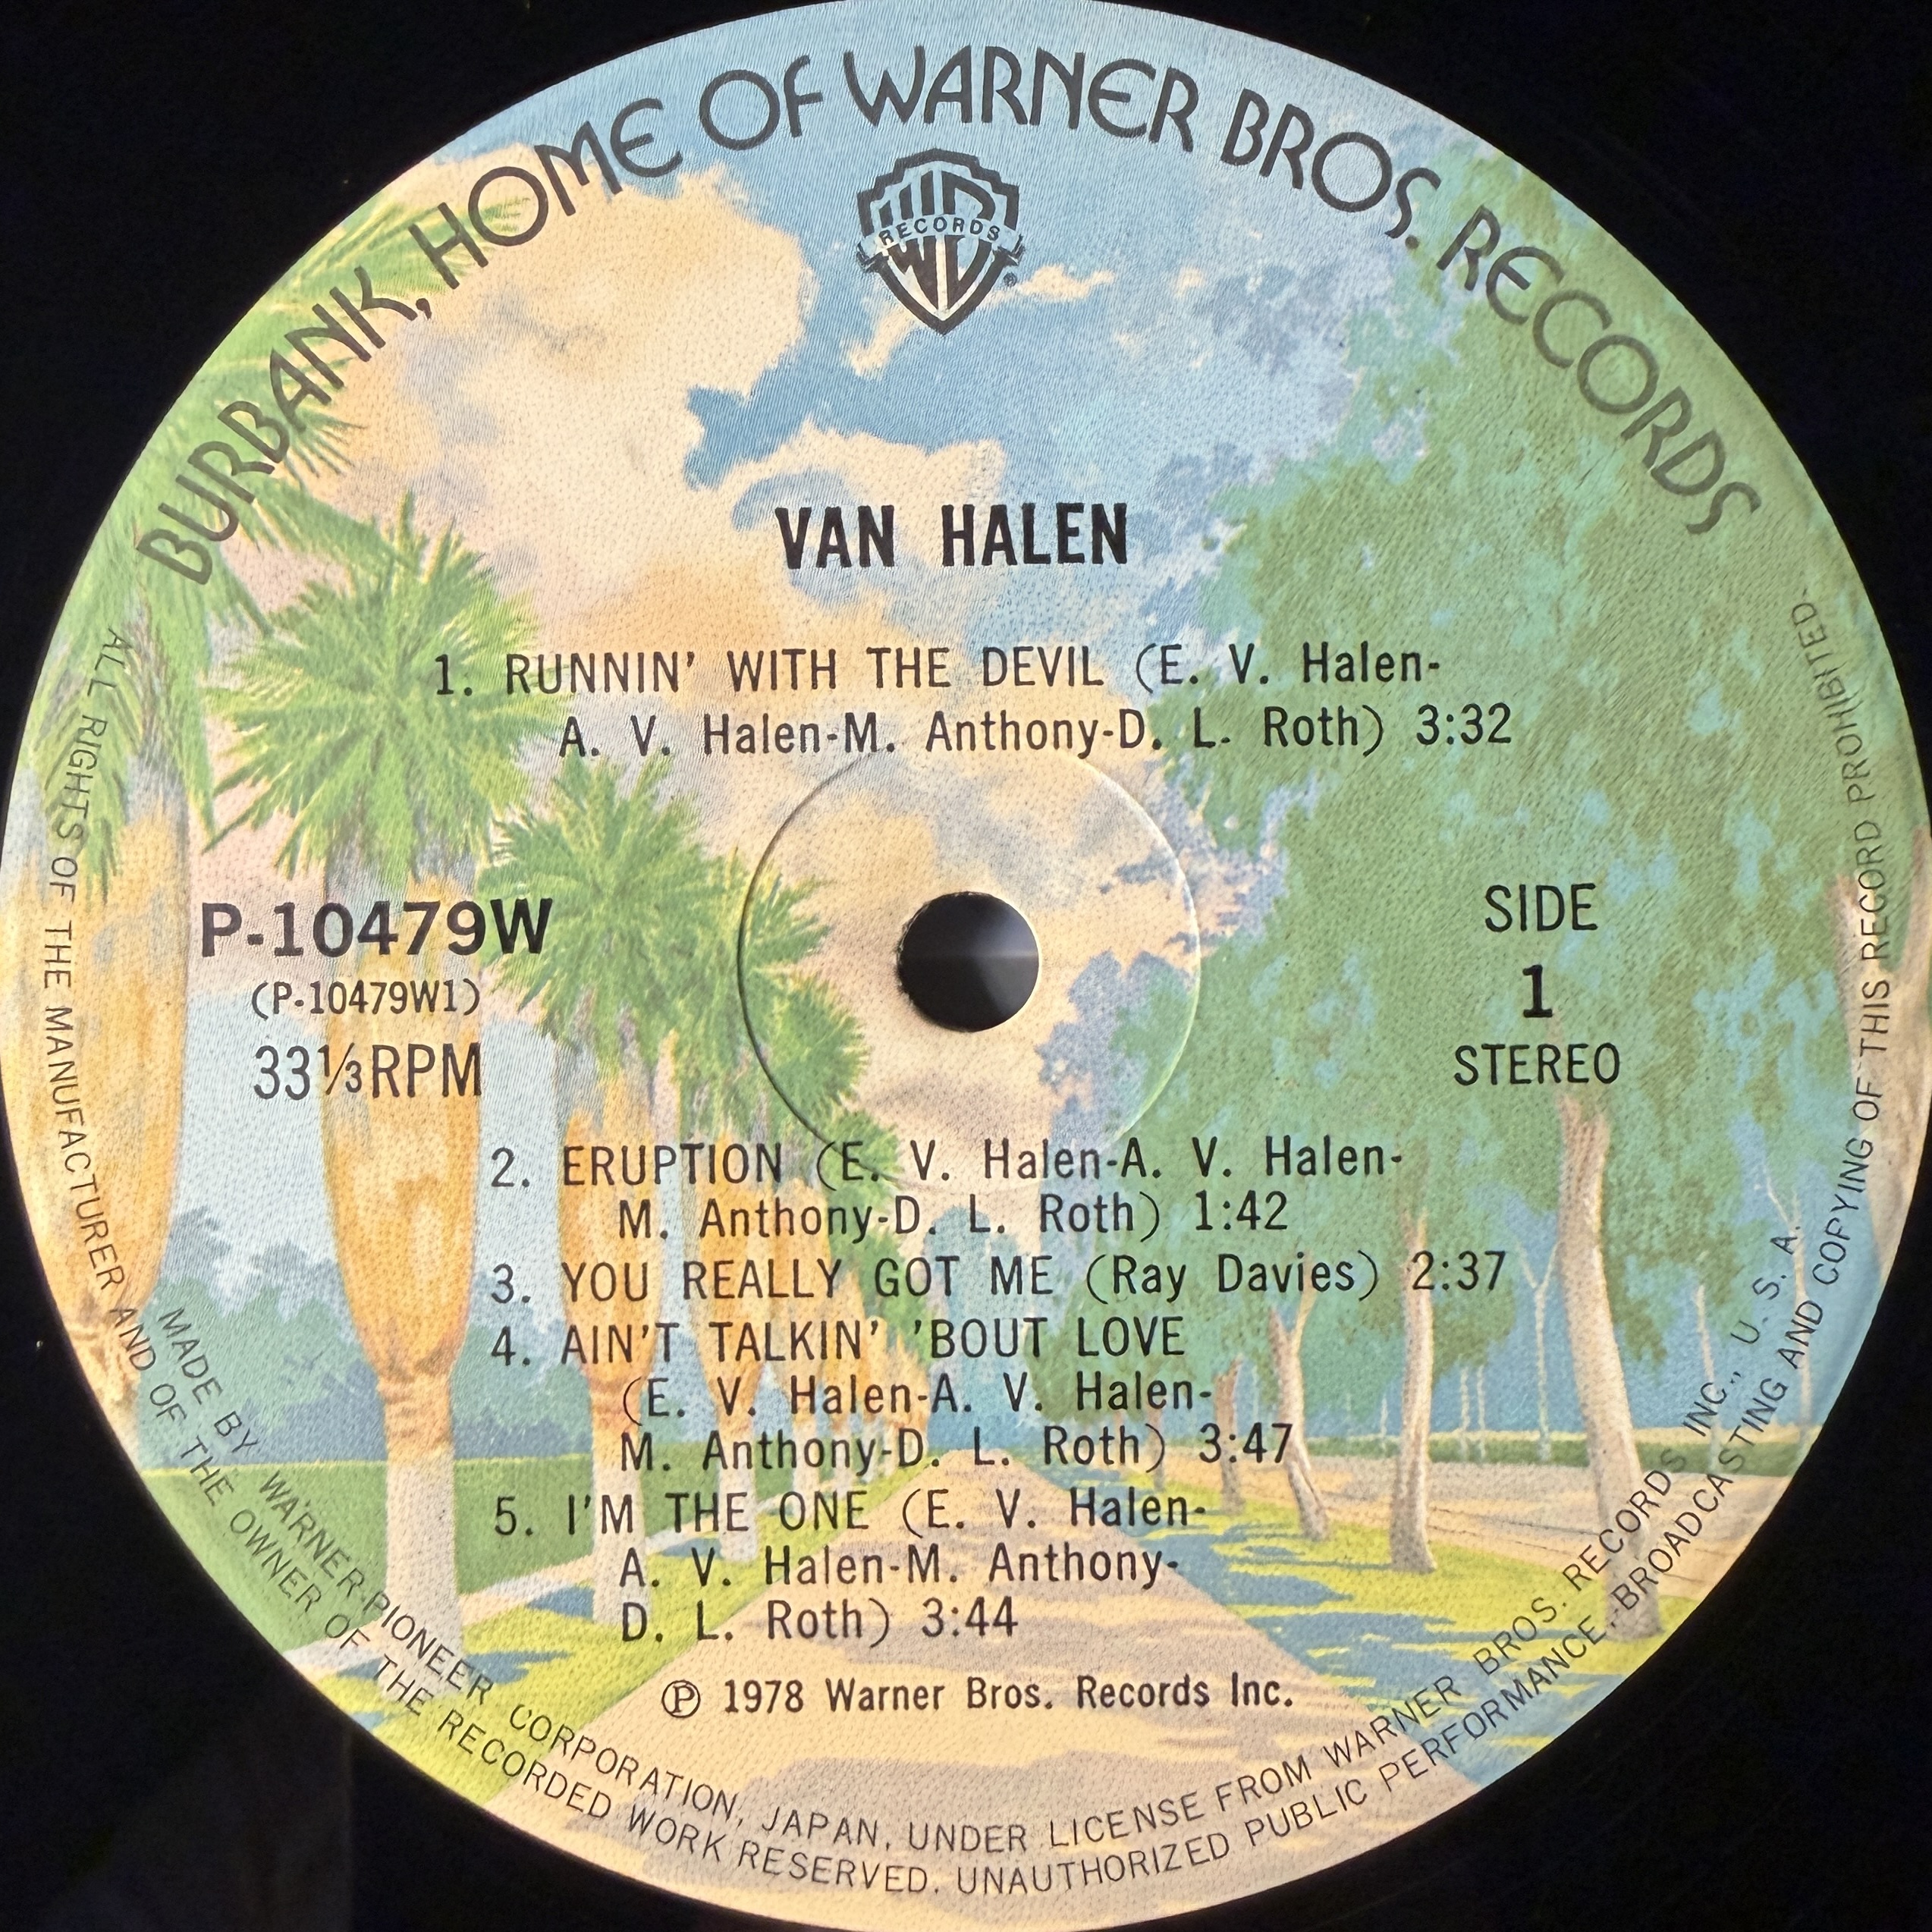 BURBANK, HOME OF WARNER BROS. RECORDS
RECORDS
®
VAN HALEN
1. RUNNIN' WITH THE DEVIL (E. V. Halen-
A. V. Halen-M. Anthony-D. L. Roth) 3:32
P-10479W
(P-10479W1)
33⅓RPM
SIDE
1
STEREO
2. ERUPTION (E. V. Halen-A. V. Halen-
M. Anthony-D. L. Roth) 1:42
3. YOU REALLY GOT ME (Ray Davies) 2:37
4. AIN'T TALKIN' 'BOUT LOVE
(E. V. Halen-A. V. Halen-
M. Anthony-D. L. Roth) 3:47
5. I'M THE ONE (E. V. Halen-
A. V. Halen-M. Anthony-
D. L. Roth) 3:44
℗ 1978 Warner Bros. Records Inc.
MADE BY WARNER-PIONEER CORPORATION, JAPAN, UNDER LICENSE FROM WARNER BROS. RECORDS INC., U. S. A.
ALL RIGHTS OF THE MANUFACTURER AND OF THE OWNER OF THE RECORDED WORK RESERVED. UNAUTHORIZED PUBLIC PERFORMANCE, BROADCASTING AND COPYING OF THIS RECORD PROHIBITED.